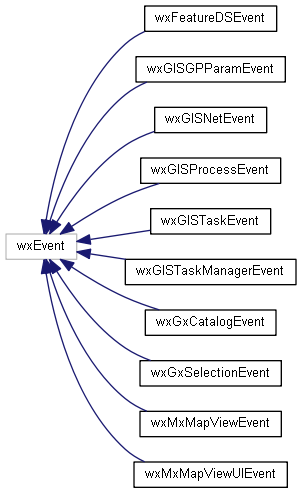 wxFeatureDSEvent
wxGISGPParamEvent
wxGISNetEvent
wxGISProcessEvent
wxGISTaskEvent
wxEvent
wxGISTaskManagerEvent
wxGxCatalogEvent
wxGxSelectionEvent
wxMxMapViewEvent
wxMxMapViewUIEvent